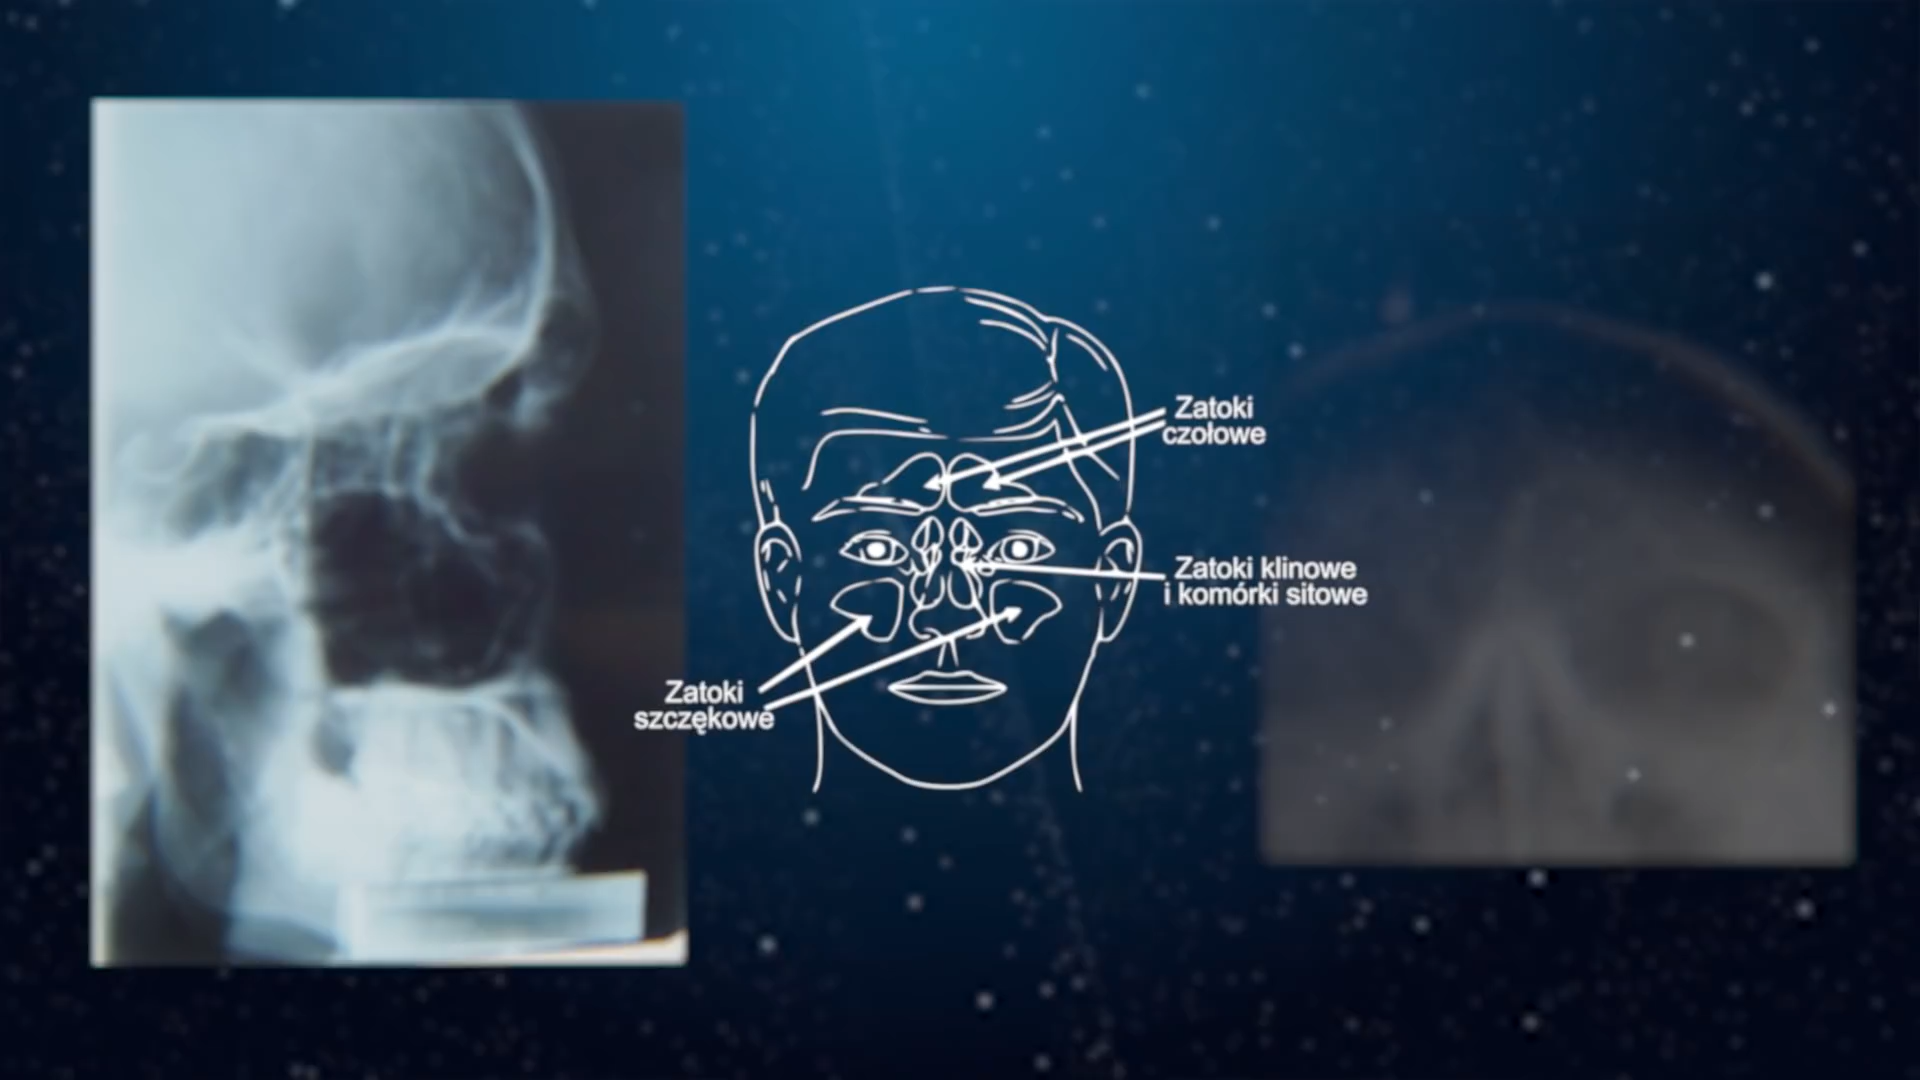 Zatoki
czołowe
Zatoki klinowe
i komórki sitowe
Zatoki
szczękowe